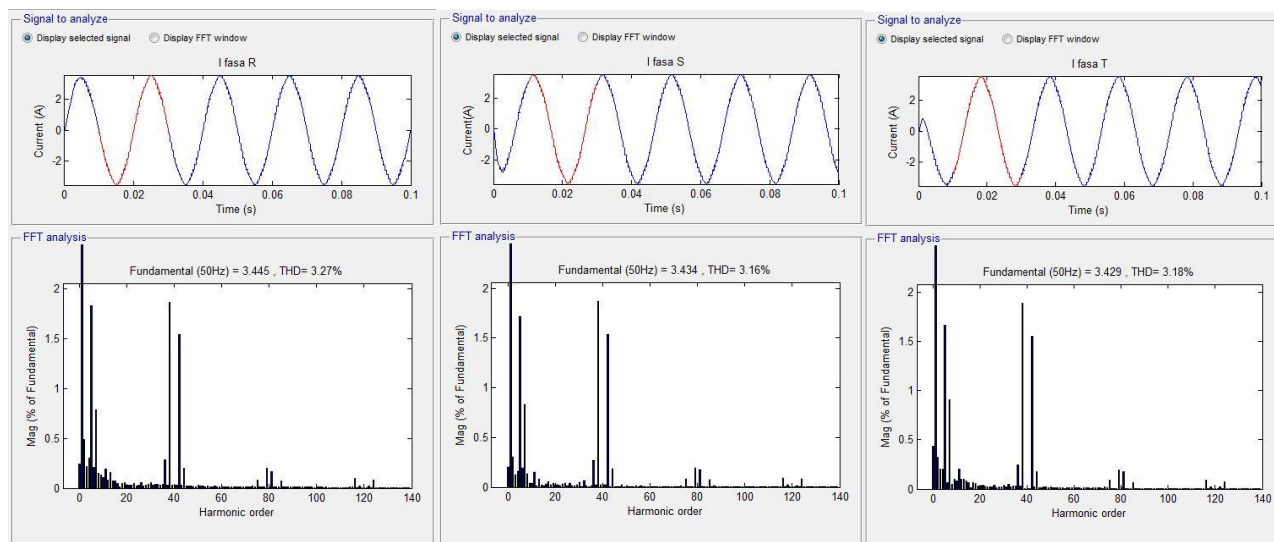 Signal to analyze
Display selected signal Display FFT window
I fasa R
Current (A)
2
0
-2
0 0.02 0.04 0.06 0.08 0.1
Time (s)
FFT analysis
Fundamental (50Hz) = 3.445 , THD= 3.27%
Mag (% of Fundamental)
2
1.5
1
0.5
0
0 20 40 60 80 100 120 140
Harmonic order
Signal to analyze
Display selected signal Display FFT window
I fasa S
Current(A)
2
0
-2
0 0.02 0.04 0.06 0.08 0.1
Time (s)
FFT analysis
Fundamental (50Hz) = 3.434 , THD= 3.16%
Mag (% of Fundamental)
2
1.5
1
0.5
0
0 20 40 60 80 100 120 140
Harmonic order
Signal to analyze
Display selected signal Display FFT window
I fasa T
Current (A)
2
0
-2
0 0.02 0.04 0.06 0.08 0.1
Time (s)
FFT analysis
Fundamental (50Hz) = 3.429 , THD= 3.18%
Mag (% of Fundamental)
2
1.5
1
0.5
0
0 20 40 60 80 100 120 140
Harmonic order